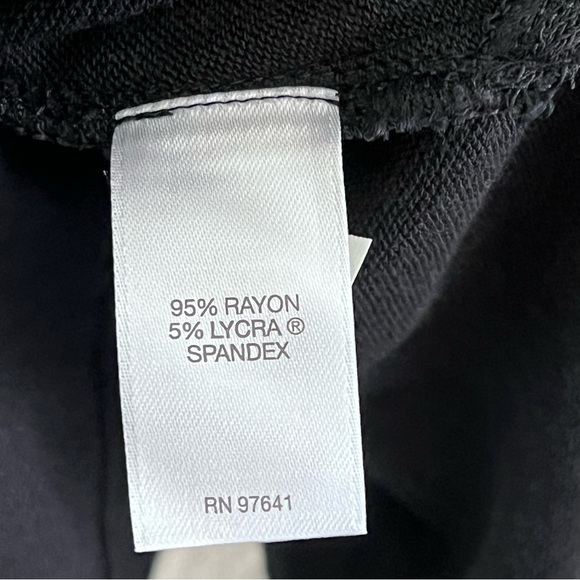 95% RAYON
5% LYCRA ®
SPANDEX
RN 97641